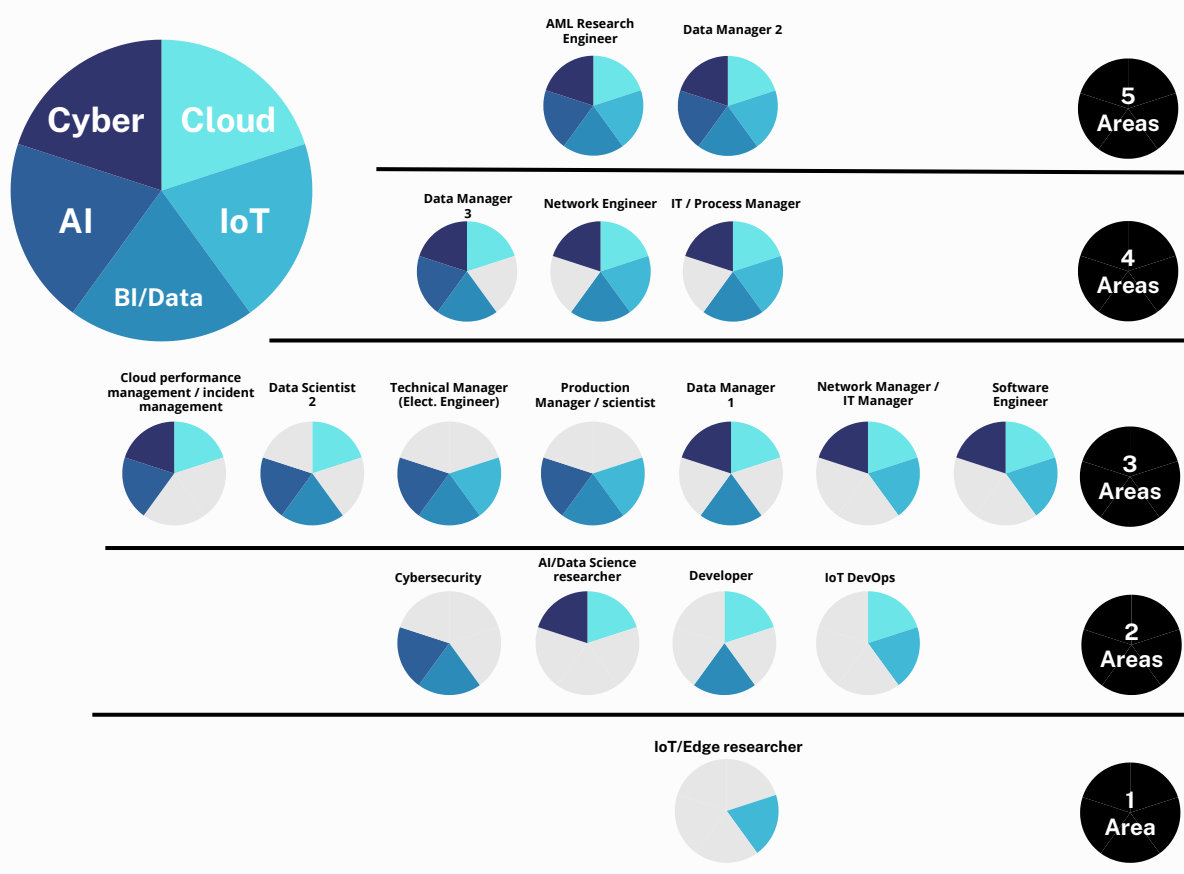 AML Research
Engineer
Data Manager 2
Cyber
Cloud
AI
IoT
BI/Data
5
Areas
Data Manager
3
Network Engineer
IT / Process Manager
4
Areas
Cloud performance
management / incident
management
Data Scientist
2
Technical Manager
(Elect. Engineer)
Production
Manager / scientist
Data Manager
1
Network Manager /
IT Manager
Software
Engineer
3
Areas
Cybersecurity
AI/Data Science
researcher
Developer
IoT DevOps
2
Areas
IoT/Edge researcher
1
Area